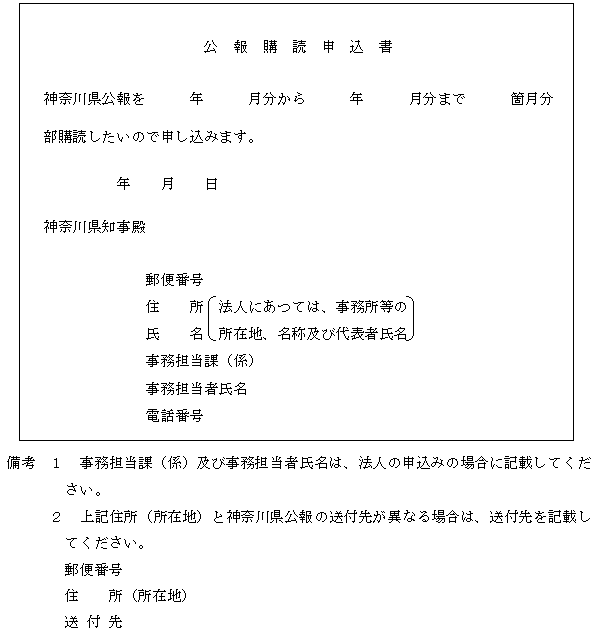 公　報　購　読　申　込　書
神奈川県公報を　　　年　　　月分から　　　年　　　月分まで　　　箇月分
部購読したいので申し込みます。
年　　月　　日
神奈川県知事殿
郵便番号
住　　所（法人にあつては、事務所等の
氏　　名　所在地、名称及び代表者氏名）
事務担当課（係）
事務担当者氏名
電話番号
備考　１　事務担当課（係）及び事務担当者氏名は、法人の申込みの場合に記載してくだ
さい。
２　上記住所（所在地）と神奈川県公報の送付先が異なる場合は、送付先を記載し
てください。
郵便番号
住　　所（所在地）
送 付 先